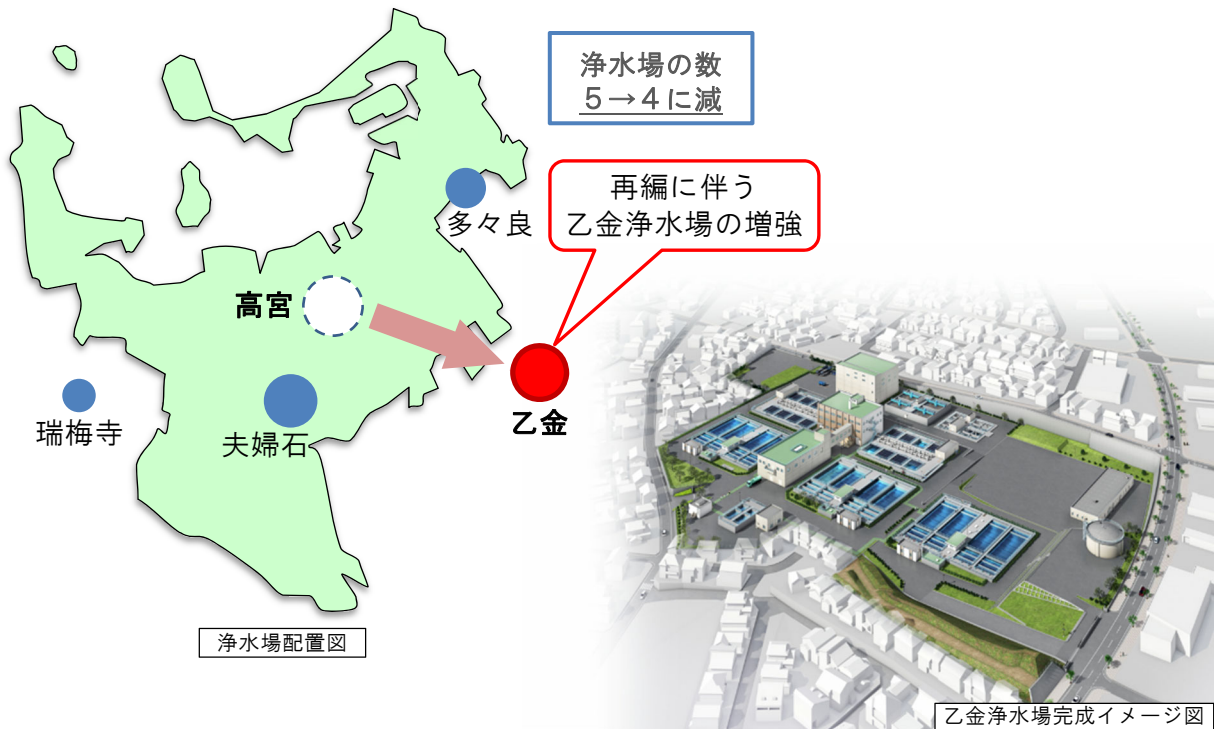 浄水場の数
5→4に減
再編に伴う
乙金浄水場の増強
多々良
高宮
乙金
瑞梅寺
夫婦石
浄水場配置図
乙金浄水場完成イメージ図